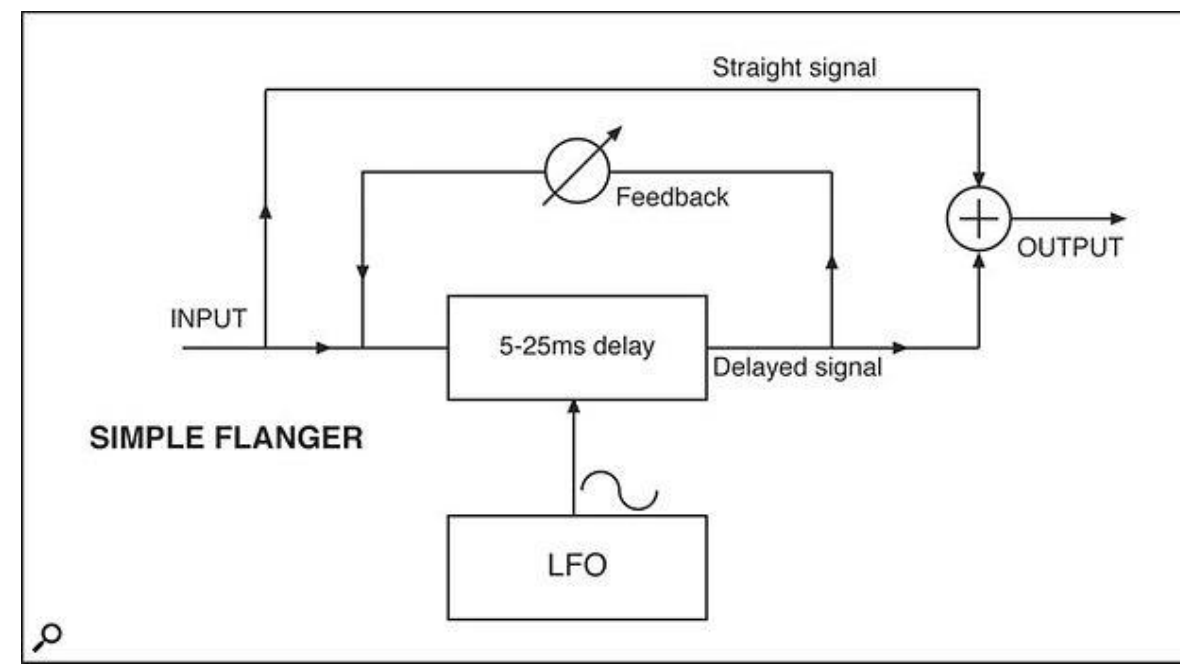 Straight signal
Feedback
OUTPUT
INPUT
5-25ms delay
Delayed signal
SIMPLE FLANGER
LFO